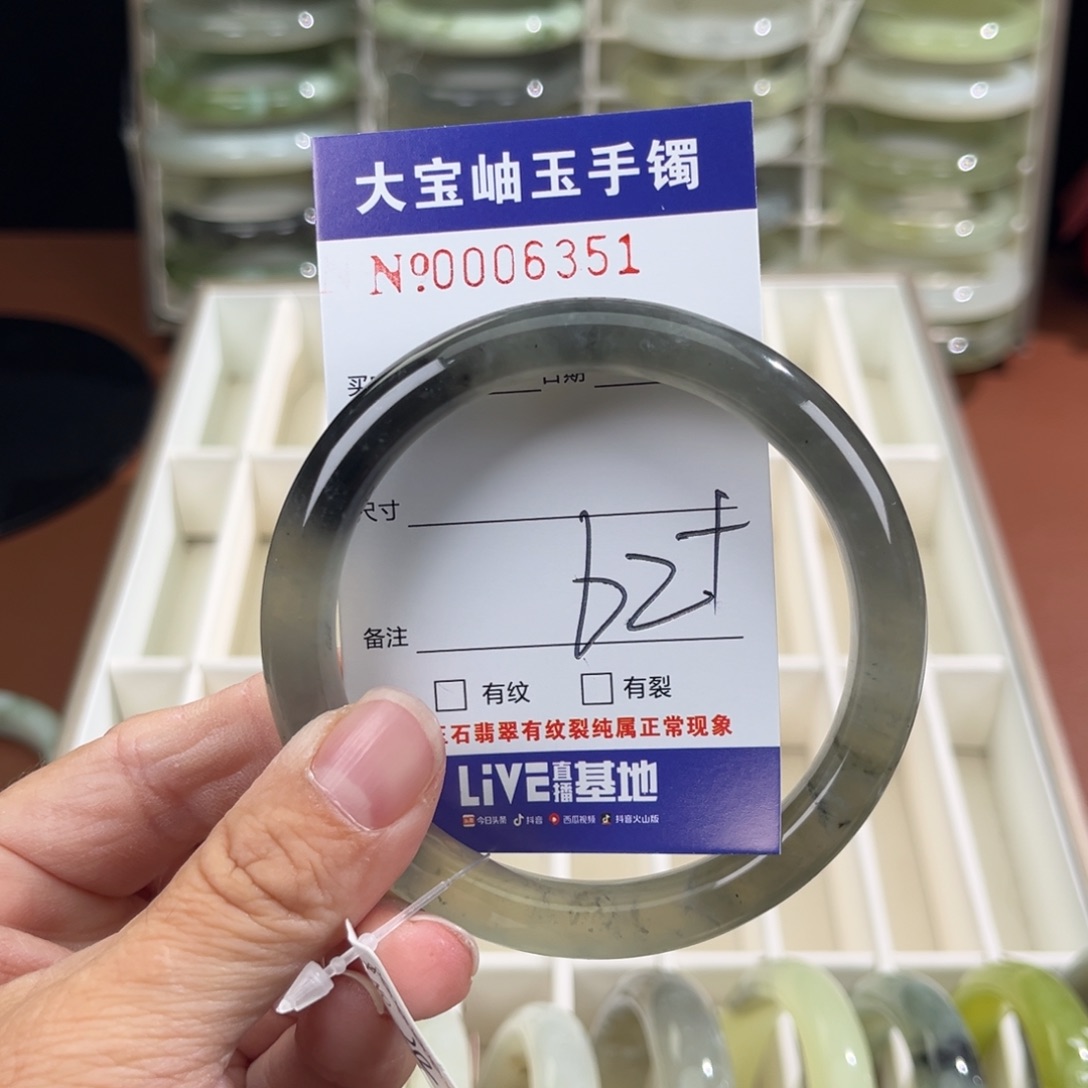 大宝岫玉手镯
№0006351
日期
尺寸
62寸
备注
□ 有纹 □ 有裂
玉石翡翠有纹裂纯属正常现象
LiVE直播基地
今日头条 抖音 西瓜视频 抖音火山版